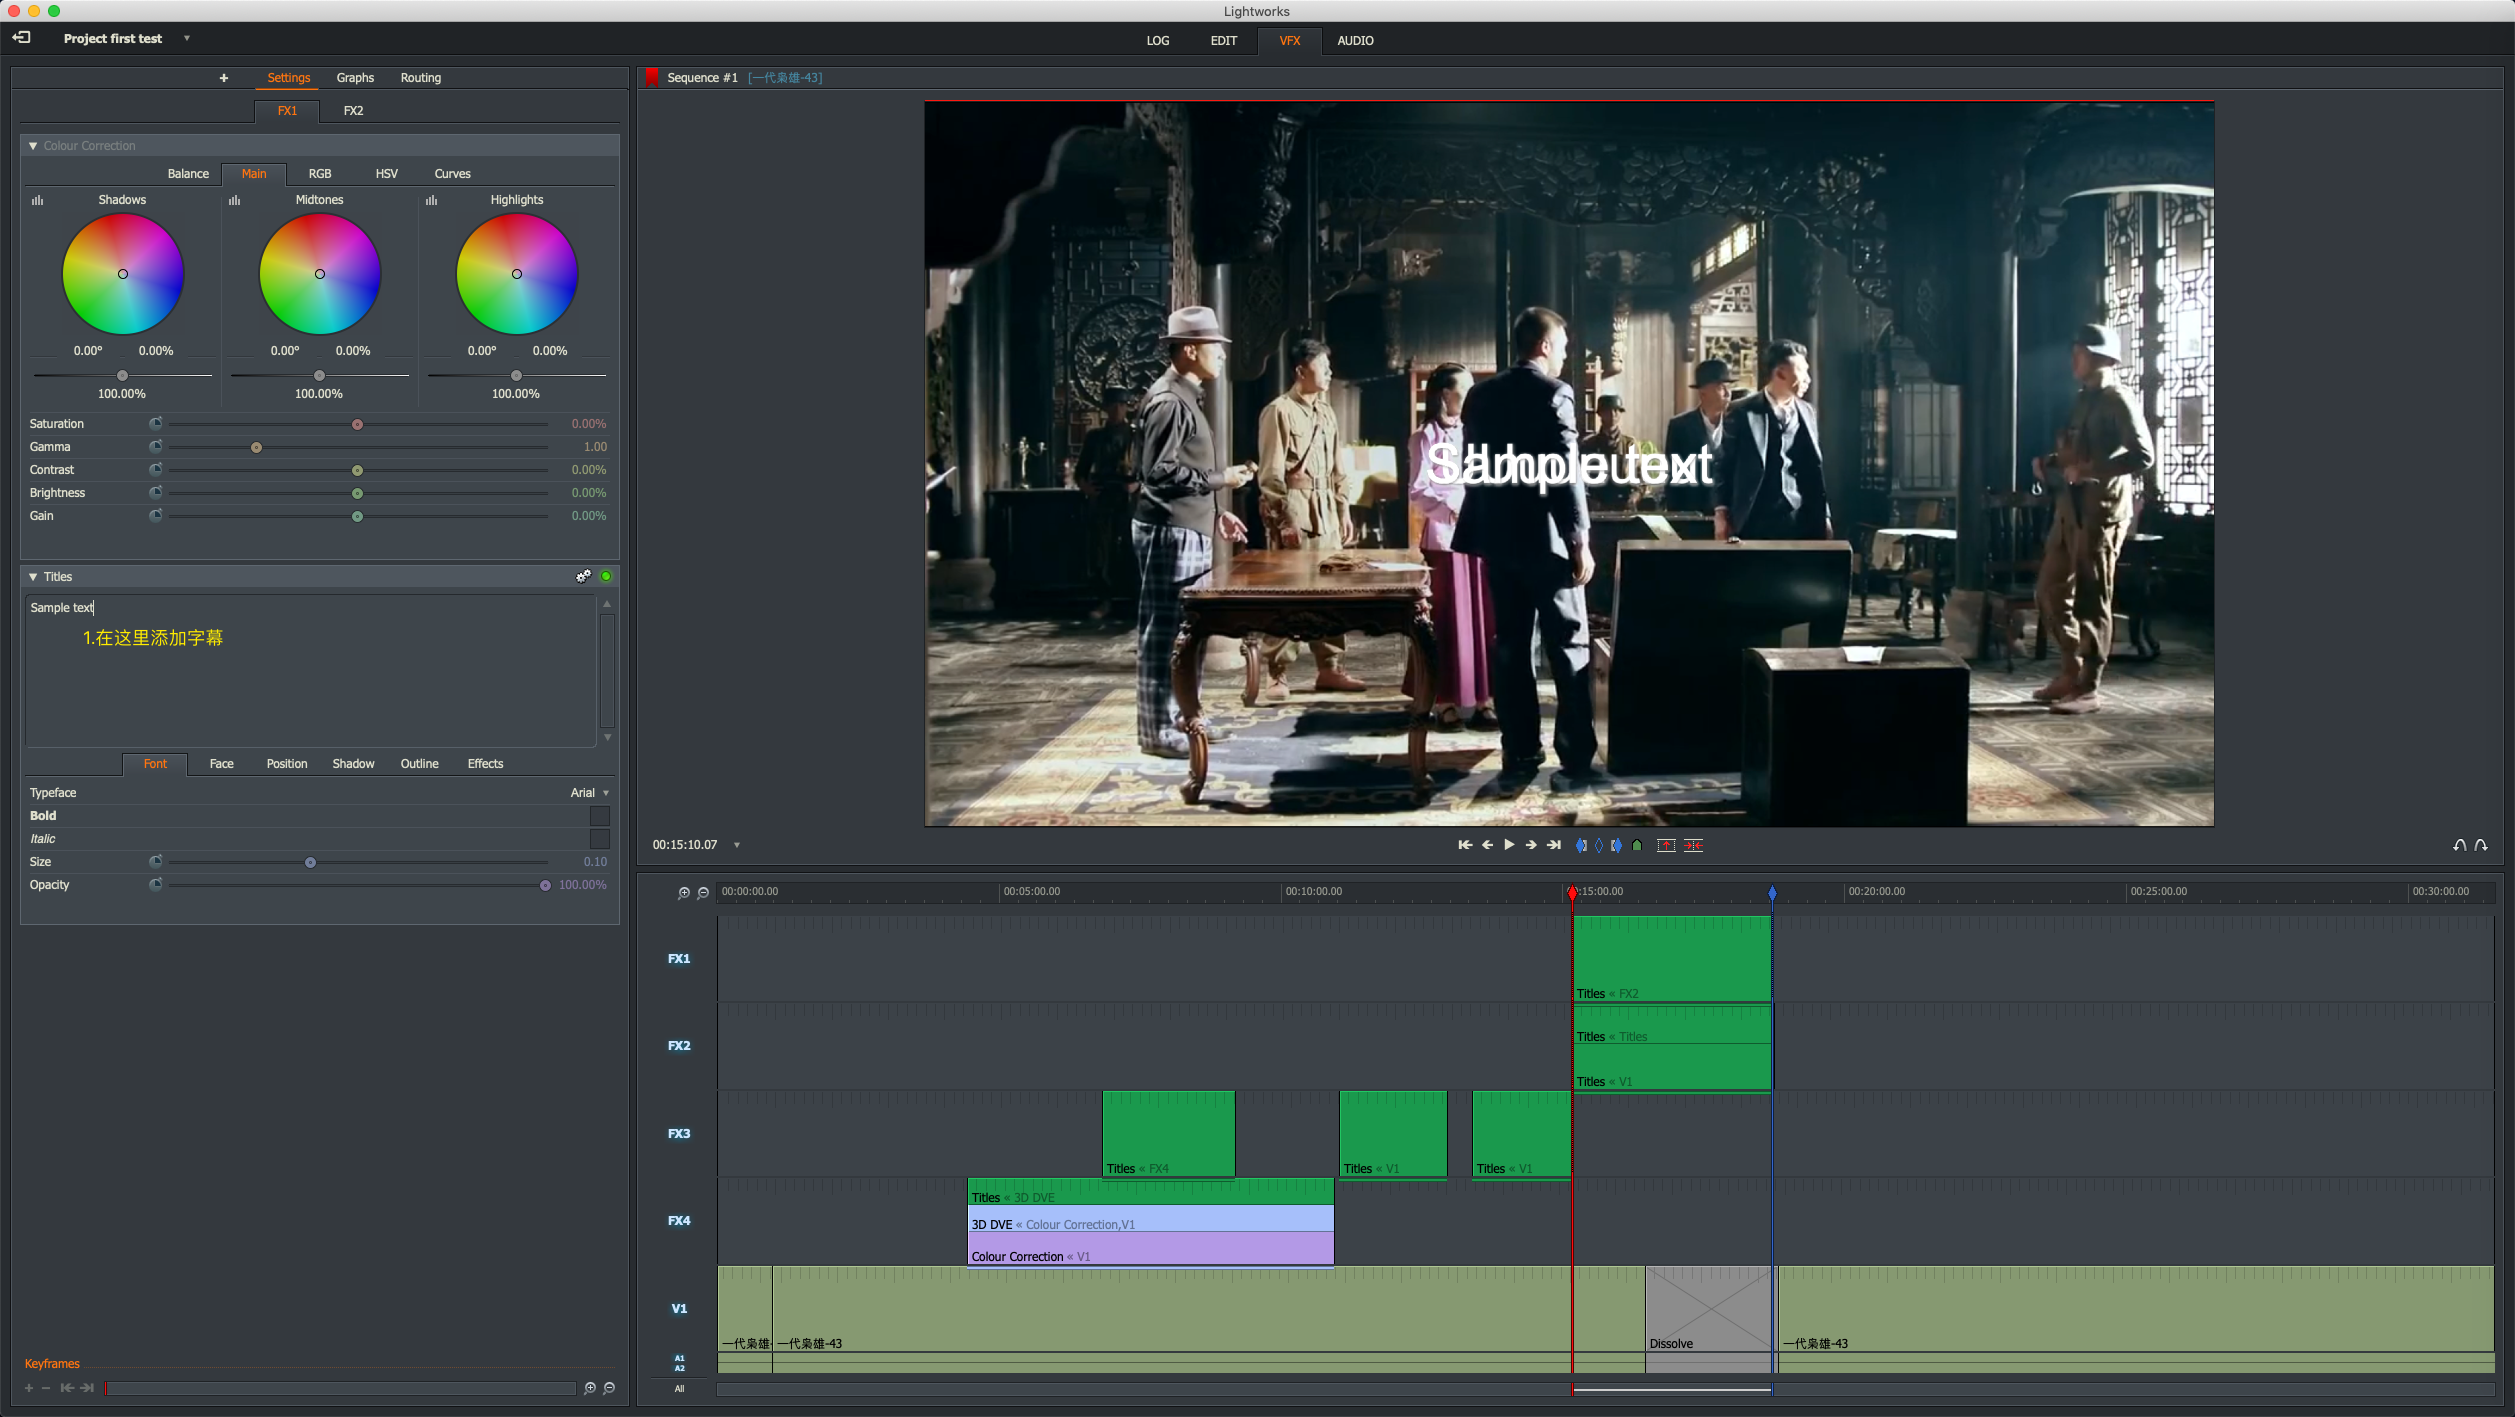 Lightworks
Project first test
LOG EDIT VFX AUDIO
+ Settings Graphs Routing
FX1 FX2
Colour Correction
Balance Main RGB HSV Curves
Shadows Midtones Highlights
0.00° 0.00% 0.00° 0.00% 0.00° 0.00%
100.00% 100.00% 100.00%
Saturation 0.00%
Gamma 1.00
Contrast 0.00%
Brightness 0.00%
Gain 0.00%
Titles
Sample text
1.在这里添加字幕
Font Face Position Shadow Outline Effects
Typeface Arial
Bold
Italic
Size 0.10
Opacity 100.00%
Keyframes
Sequence #1 [一代枭雄-43]
Sample text
00:15:10.07
00:00:00.00 00:05:00.00 00:10:00.00 15:00.00 00:20:00.00 00:25:00.00 00:30:00.00
FX1
Titles « FX2
FX2
Titles « Titles
Titles « V1
FX3
Titles « FX4 Titles « V1 Titles « V1
FX4
Titles « 3D DVE
3D DVE « Colour Correction,V1
Colour Correction « V1
V1
一代枭雄- 一代枭雄-43 Dissolve 一代枭雄-43
A1
A2
All